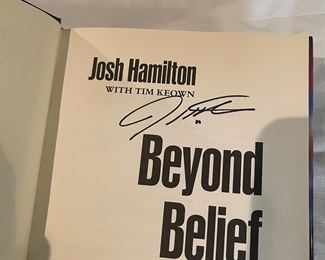 Josh Hamilton
WITH TIM KEOWN
Beyond
Belief